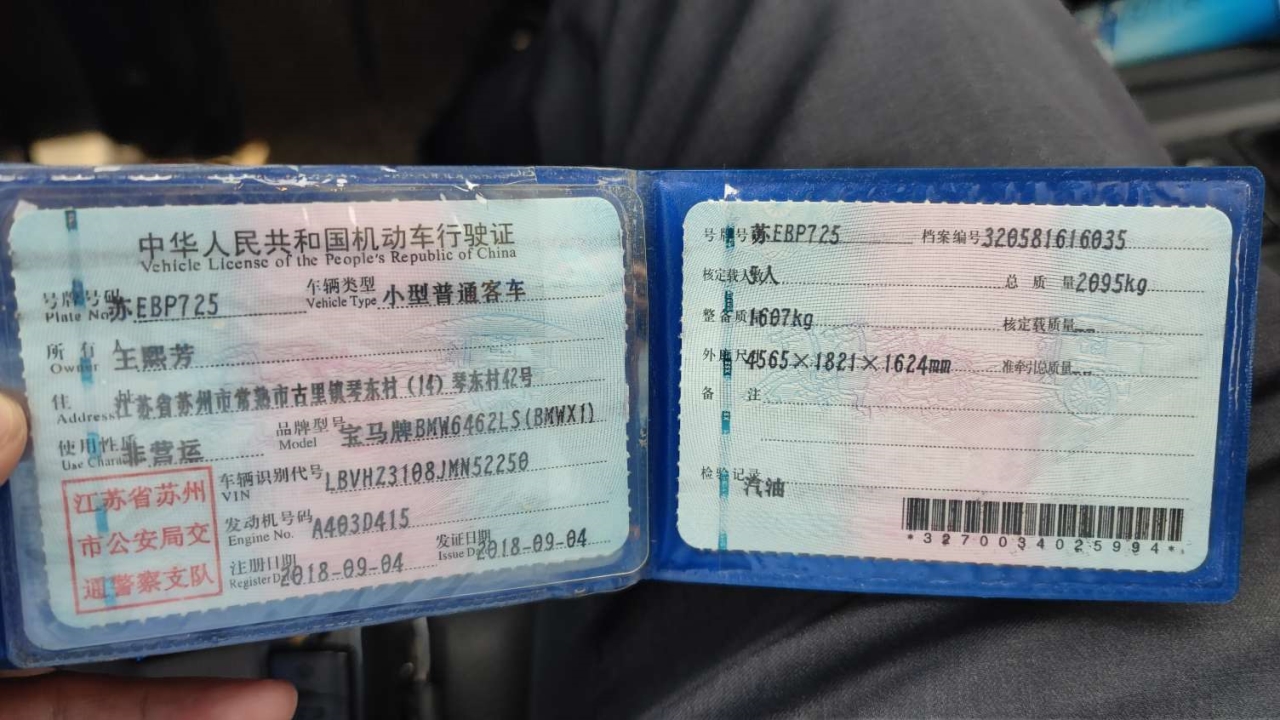 中华人民共和国机动车行驶证
Vehicle License of the People's Republic of China
号牌号码 苏EBP725 车辆类型 小型普通客车
Plate No. Vehicle Type
所有人 王熙芳
Owner
住址 江苏省苏州市常熟市古里镇琴东村(14)琴东村42号
Address
使用性质 非营运 品牌型号 宝马牌BMW6462LS(BMWX1)
Use Character Model
车辆识别代号 LBVHZ3108JMN52250
VIN
发动机号码 A403D415
Engine No.
注册日期 2018-09-04 发证日期 2018-09-04
Register Date Issue Date
江苏省苏州
市公安局交
通警察支队
号牌号码 苏EBP725 档案编号 320581616035
核定载人数 5人 总质量 2095kg
整备质量 1607kg 核定载质量 --
外廓尺寸 4565×1821×1624mm 准牵引总质量 --
备注
检验记录
汽油
*3270034025994*